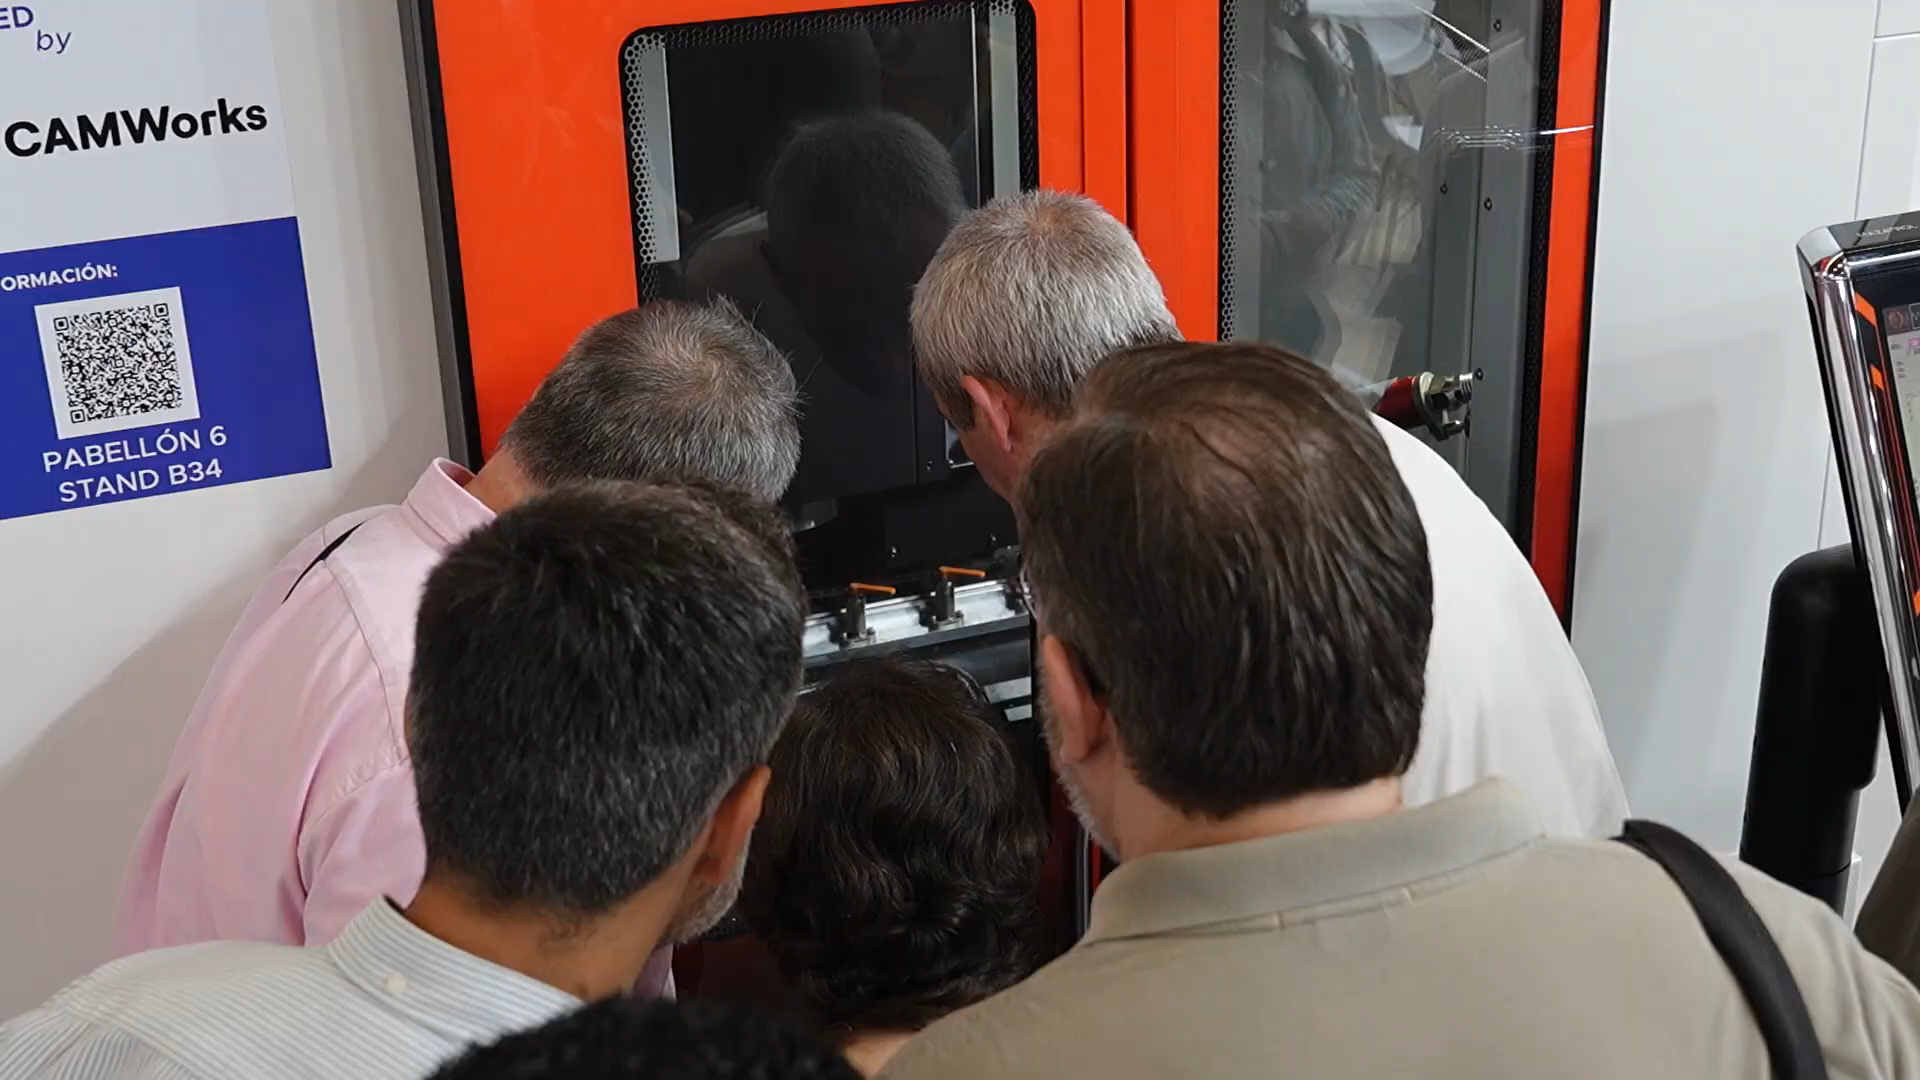 ED
by
CAMWorks
ORMACIÓN:
PABELLÓN 6
STAND B34